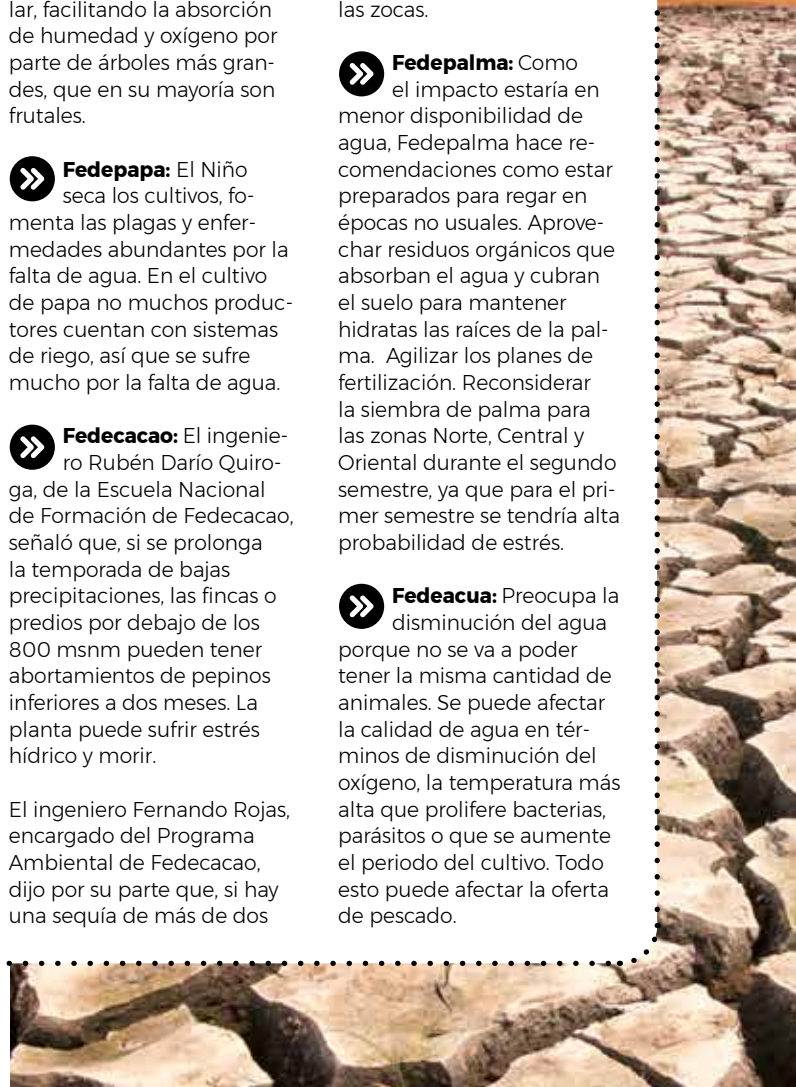 lar, facilitando la absorción
de humedad y oxígeno por
parte de árboles más gran-
des, que en su mayoría son
frutales.
Fedepapa: El Niño
seca los cultivos, fo-
menta las plagas y enfer-
medades abundantes por la
falta de agua. En el cultivo
de papa no muchos produc-
tores cuentan con sistemas
de riego, así que se sufre
mucho por la falta de agua.
Fedecacao: El ingenie-
ro Rubén Darío Quiro-
ga, de la Escuela Nacional
de Formación de Fedecacao,
señaló que, si se prolonga
la temporada de bajas
precipitaciones, las fincas o
predios por debajo de los
800 msnm pueden tener
abortamientos de pepinos
inferiores a dos meses. La
planta puede sufrir estrés
hídrico y morir.
El ingeniero Fernando Rojas,
encargado del Programa
Ambiental de Fedecacao,
dijo por su parte que, si hay
una sequía de más de dos
las zocas.
Fedepalma: Como
el impacto estaría en
menor disponibilidad de
agua, Fedepalma hace re-
comendaciones como estar
preparados para regar en
épocas no usuales. Aprove-
char residuos orgánicos que
absorban el agua y cubran
el suelo para mantener
hidratas las raíces de la pal-
ma. Agilizar los planes de
fertilización. Reconsiderar
la siembra de palma para
las zonas Norte, Central y
Oriental durante el segundo
semestre, ya que para el pri-
mer semestre se tendría alta
probabilidad de estrés.
Fedeacua: Preocupa la
disminución del agua
porque no se va a poder
tener la misma cantidad de
animales. Se puede afectar
la calidad de agua en tér-
minos de disminución del
oxígeno, la temperatura más
alta que prolifere bacterias,
parásitos o que se aumente
el periodo del cultivo. Todo
esto puede afectar la oferta
de pescado.